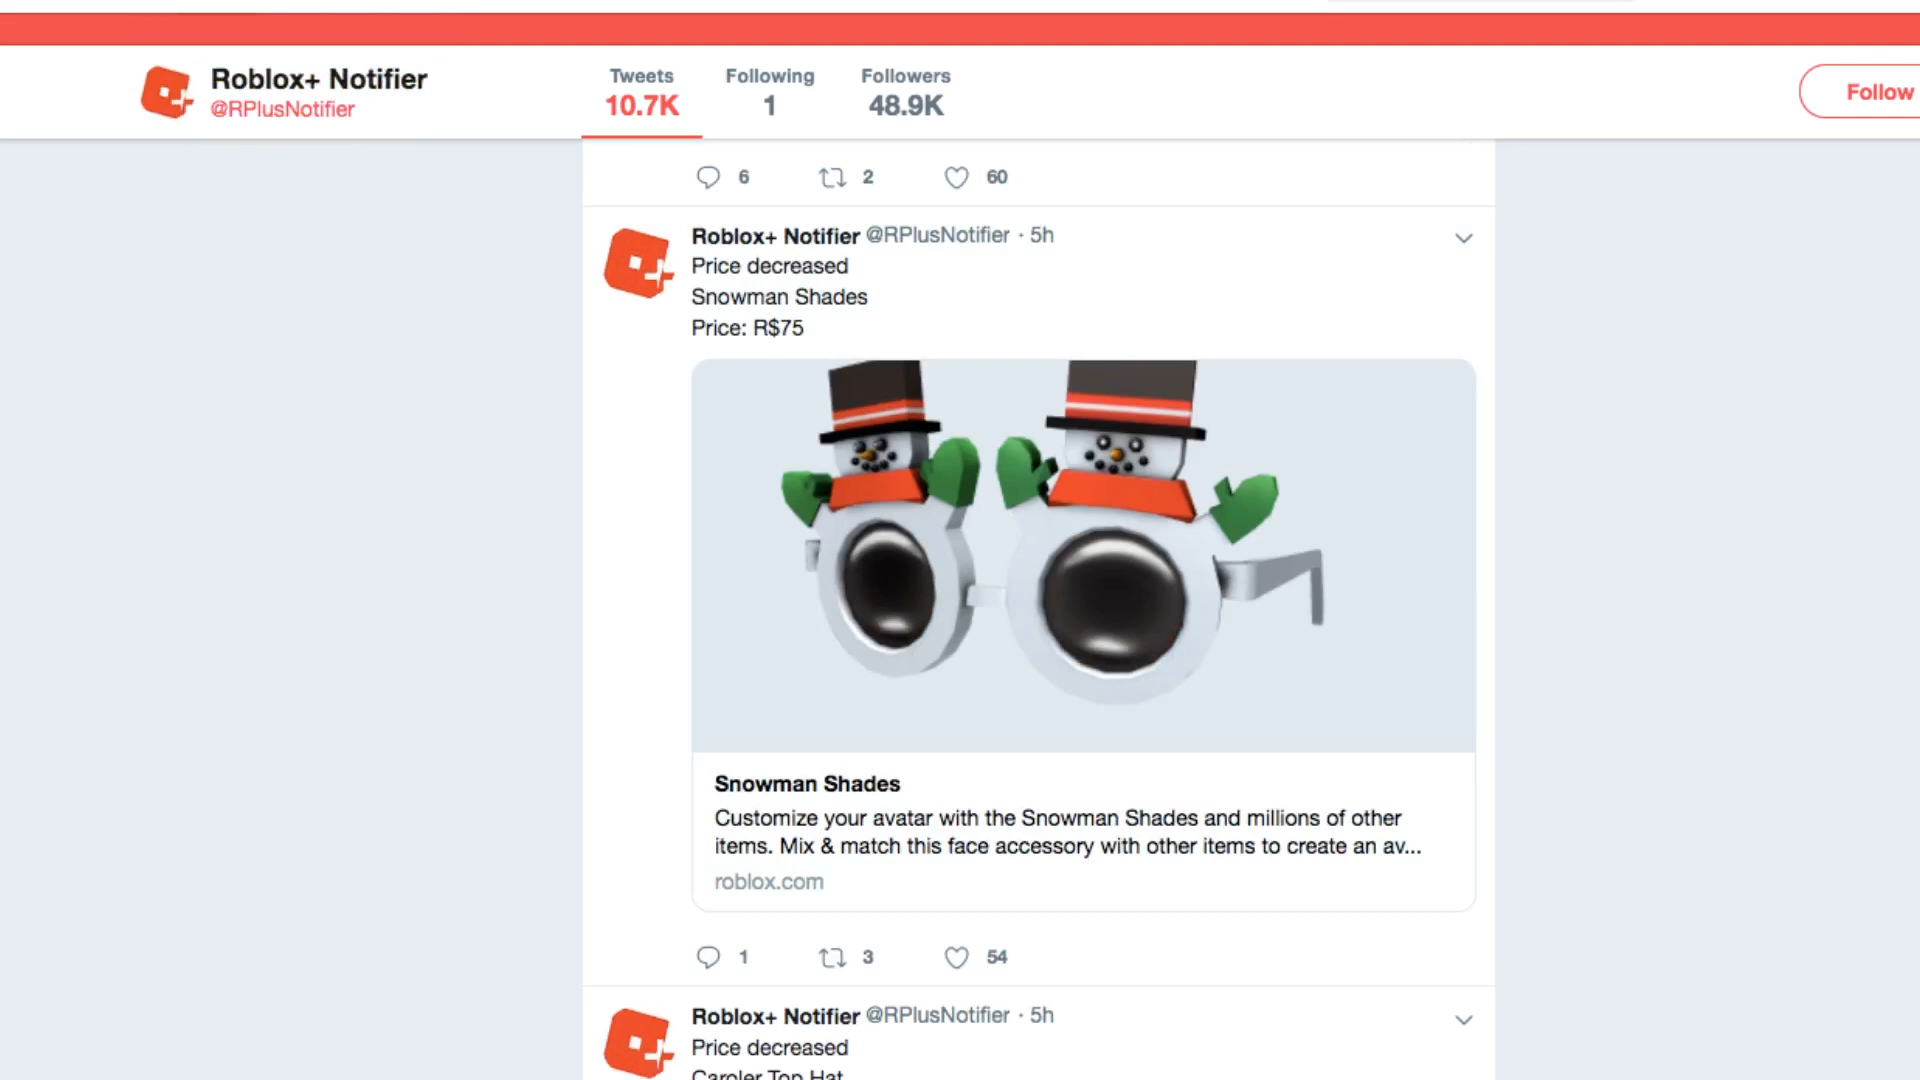 Roblox+ Notifier
@RPlusNotifier
Tweets
10.7K
Following
1
Followers
48.9K
Follow
6 2 60
Roblox+ Notifier @RPlusNotifier · 5h
Price decreased
Snowman Shades
Price: R$75
Snowman Shades
Customize your avatar with the Snowman Shades and millions of other
items. Mix & match this face accessory with other items to create an av...
roblox.com
1 3 54
Roblox+ Notifier @RPlusNotifier · 5h
Price decreased
Caroler Top Hat